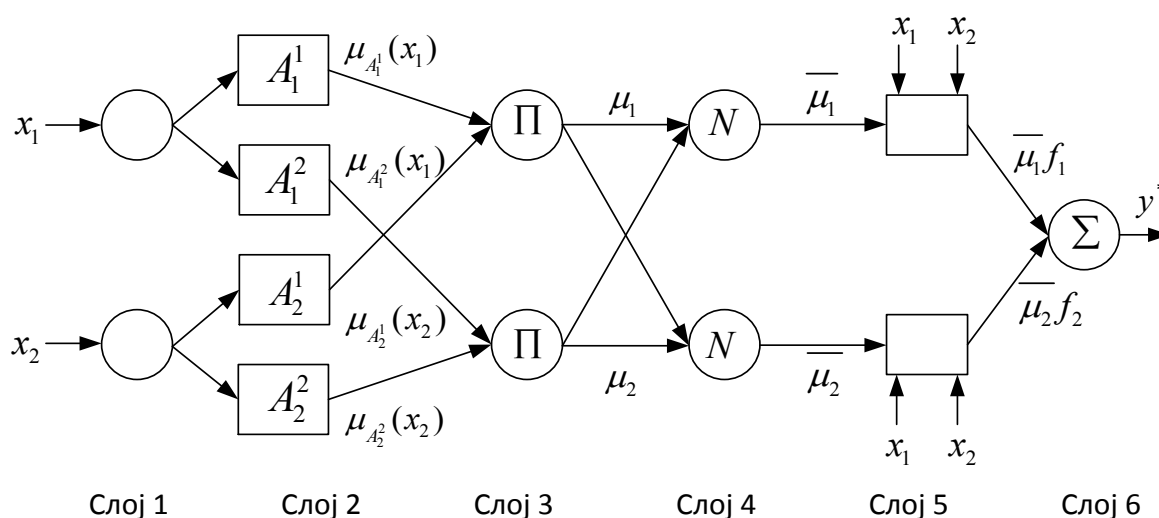 x₁ x₂
A₁¹ μ_{A₁¹}(x₁)
x₁ Π μ₁ N μ̅₁
A₁² μ_{A₁²}(x₁) μ̅₁f₁
Σ y*
A₂¹ μ_{A₂¹}(x₂) μ̅₂f₂
x₂ Π μ₂ N μ̅₂
A₂² μ_{A₂²}(x₂)
x₁ x₂
Слој 1 Слој 2 Слој 3 Слој 4 Слој 5 Слој 6